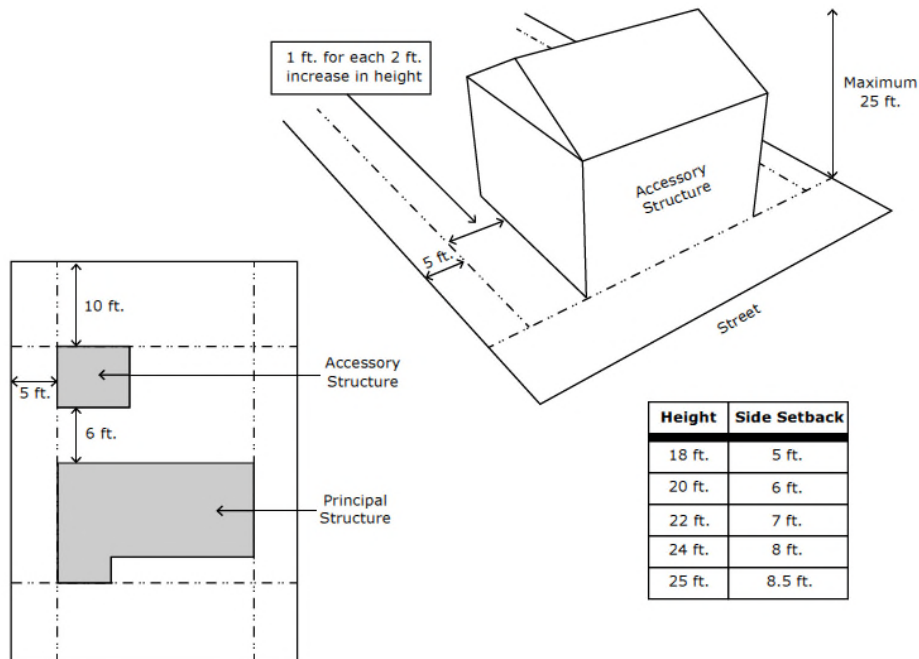 1 ft. for each 2 ft.
increase in height
Maximum
25 ft.
Accessory
Structure
5 ft.
Street
10 ft.
Accessory
Structure
5 ft.
6 ft.
Principal
Structure
Height Side Setback
18 ft. 5 ft.
20 ft. 6 ft.
22 ft. 7 ft.
24 ft. 8 ft.
25 ft. 8.5 ft.